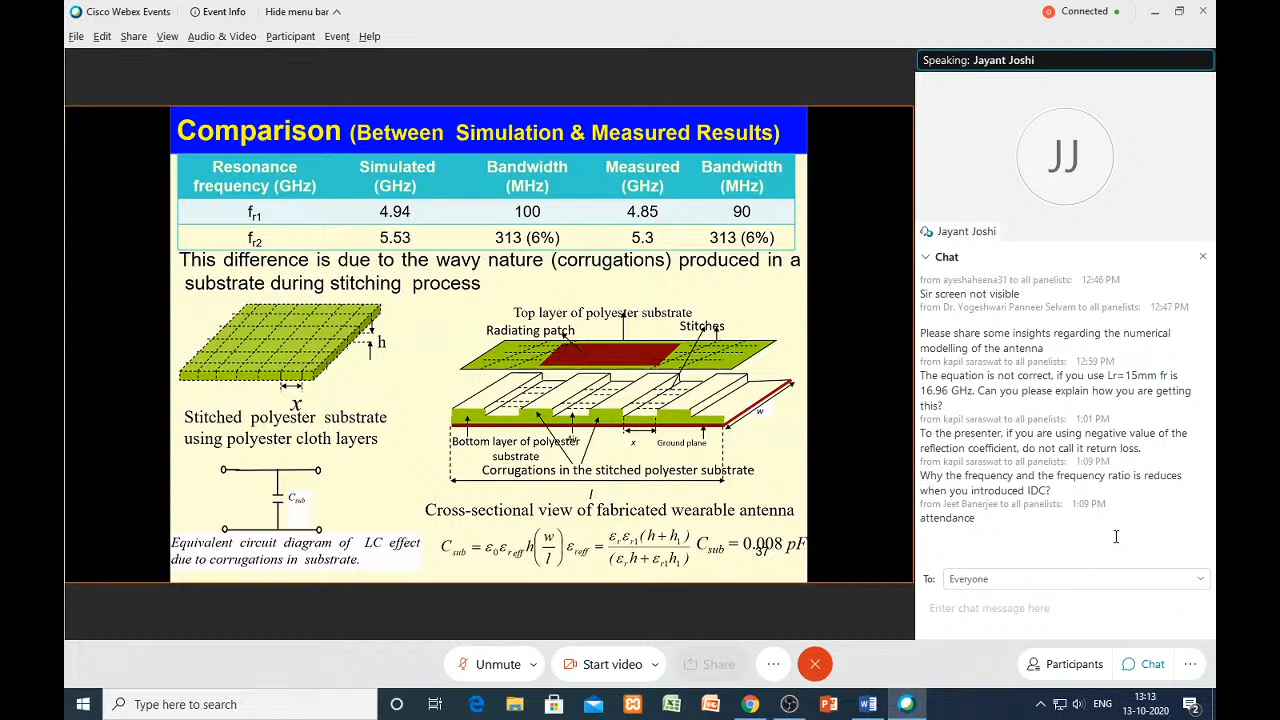 Cisco Webex Events
Event Info
Hide menu bar
Connected
File Edit Share View Audio & Video Participant Event Help
Comparison (Between Simulation & Measured Results)
Resonance frequency (GHz) Simulated (GHz) Bandwidth (MHz) Measured (GHz) Bandwidth (MHz)
fr1 4.94 100 4.85 90
fr2 5.53 313 (6%) 5.3 313 (6%)
This difference is due to the wavy nature (corrugations) produced in a
substrate during stitching process
h
x
Stitched polyester substrate
using polyester cloth layers
Csub
Equivalent circuit diagram of LC effect
due to corrugations in substrate.
Top layer of polyester substrate
Radiating patch
Stitches
w
Bottom layer of polyester
substrate
x
Ground plane
Corrugations in the stitched polyester substrate
l
Cross-sectional view of fabricated wearable antenna
Csub = ε0εreff h(w/l) εreff = εrεr1(h + h1)/(εrh + εr1h1) Csub = 0.008 pF
37
Speaking: Jayant Joshi
JJ
Jayant Joshi
Chat
from ayeshaheena31 to all panelists: 12:46 PM
Sir screen not visible
from Dr. Yogeshwari Panneer Selvam to all panelists: 12:47 PM
Please share some insights regarding the numerical
modelling of the antenna
from kapil saraswat to all panelists: 12:59 PM
The equation is not correct, if you use Lr=15mm fr is
16.96 GHz. Can you please explain how you are getting
this?
from kapil saraswat to all panelists: 1:01 PM
To the presenter, if you are using negative value of the
reflection coefficient, do not call it return loss.
from kapil saraswat to all panelists: 1:09 PM
Why the frequency and the frequency ratio is reduces
when you introduced IDC?
from Jeet Banerjee to all panelists: 1:09 PM
attendance
To: Everyone
Enter chat message here
Unmute
Start video
Share
Participants
Chat
Type here to search
ENG
13:13
13-10-2020
2